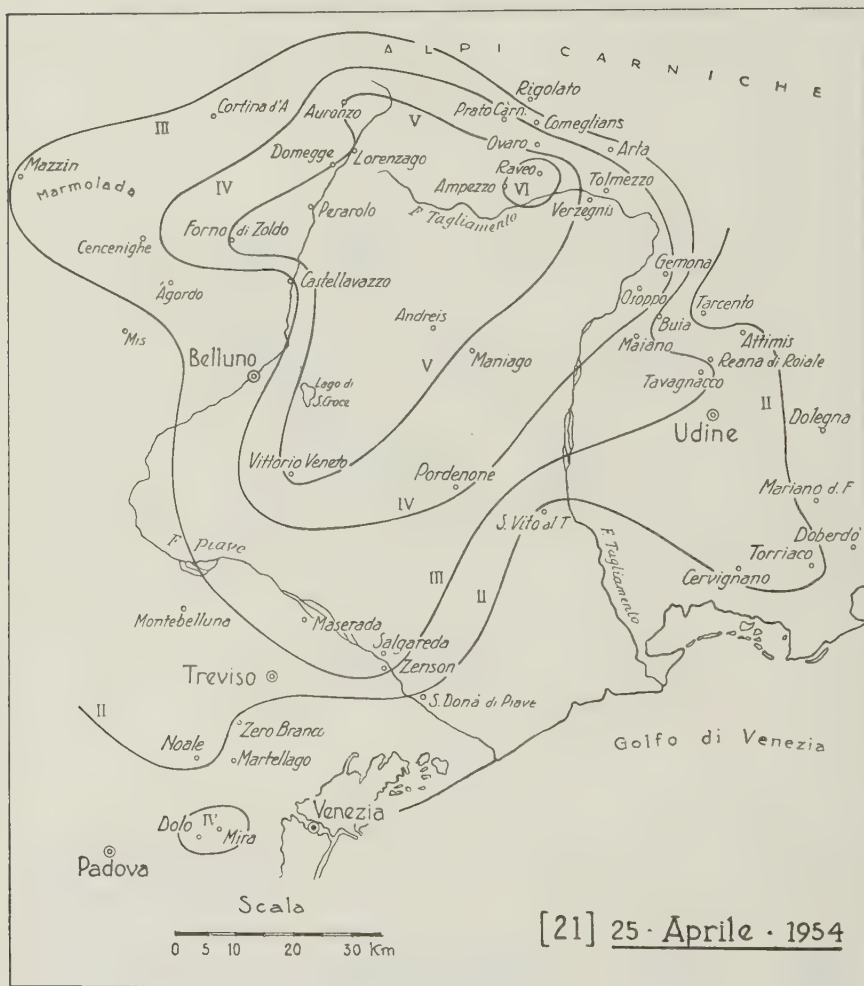 ALPI CARNICHE
Rigolato
Cortina d'A
Auronzo
V
Prato Càrn.
Comeglians
III
Ovaro
Arta
Mazzin
Domegge
Lorenzago
Raveo
Marmolada
IV
Ampezzo
VI
Tolmezzo
Perarolo
F. Tagliamento
Verzegnis
Forno di Zoldo
Cencenighe
Gemona
Castellavazzo
Osoppo
Àgordo
Tarcento
Andreis
Buia
Mis
Maiano
Attimis
Maniago
Reana di Roiale
V
Belluno
Tavagnacco
Lago di
S. Croce
II
Udine
Dolegna
Vittorio Veneto
Pordenone
Mariano d. F
IV
S. Vito al T
Doberdò
F. Piave
III
F. Tagliamento
Torriaco
II
Cervignano
Montebelluna
Maserada
Salgareda
Zenson
Treviso
S. Donà di Piave
II
Zero Branco
Noale
Martellago
Golfo di Venezia
Venezia
Dolo
IV'
Mira
Padova
Scala
0 5 10 20 30 Km
[21] 25 · Aprile · 1954